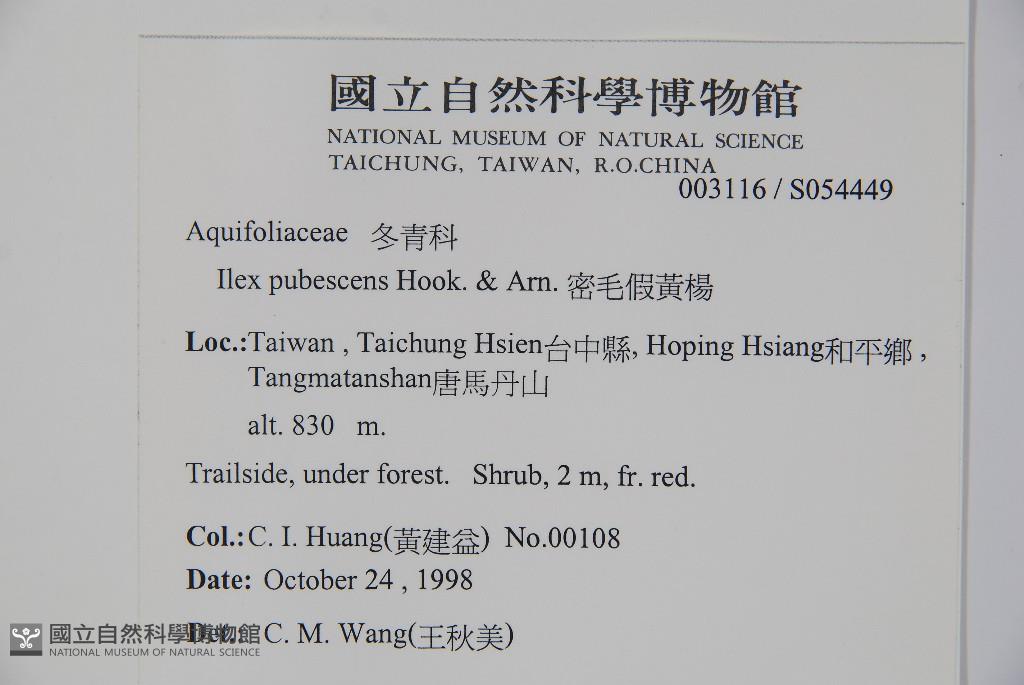 國立自然科學博物館
NATIONAL MUSEUM OF NATURAL SCIENCE
TAICHUNG, TAIWAN, R.O.CHINA
003116 / S054449
Aquifoliaceae 冬青科
Ilex pubescens Hook. & Arn. 密毛假黃楊
Loc.:Taiwan , Taichung Hsien台中縣, Hoping Hsiang和平鄉 ,
Tangmatanshan唐馬丹山
alt. 830 m.
Trailside, under forest. Shrub, 2 m, fr. red.
Col.: C. I. Huang(黃建益) No.00108
Date: October 24 , 1998
Det.: C. M. Wang(王秋美)
國立自然科學博物館
NATIONAL MUSEUM OF NATURAL SCIENCE